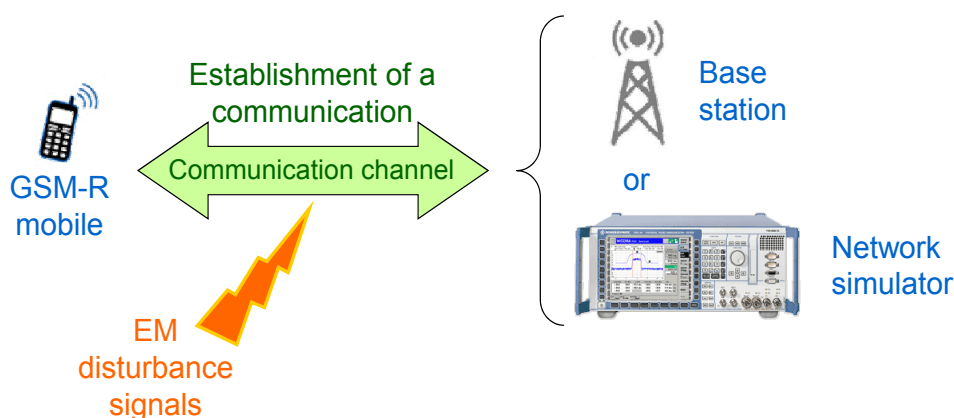 Establishment of a
communication
Communication channel
GSM-R
mobile
EM
disturbance
signals
Base
station
or
Network
simulator